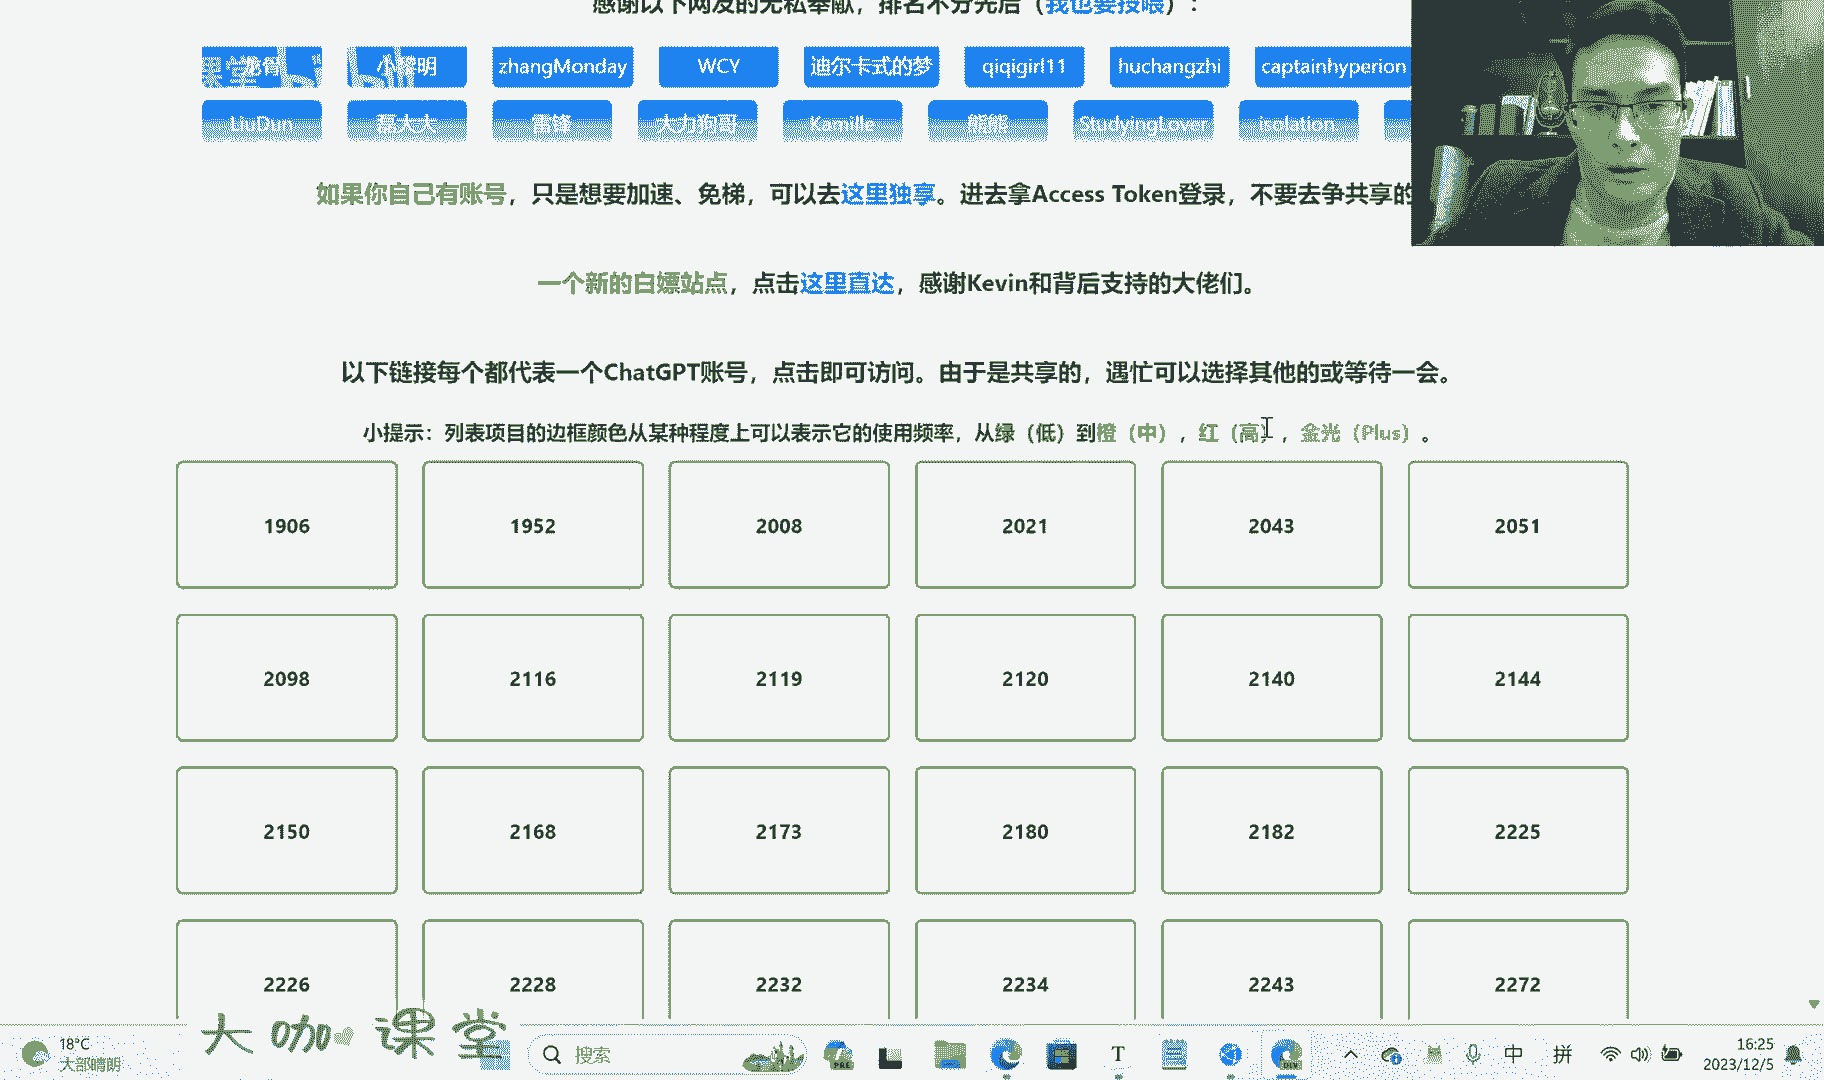 感谢以下网友的无私奉献，排名不分先后（我也要投喂）：
小黎明 zhangMonday WCY 迪尔卡式的梦 qiqigirl11 huchangzhi captainhyperion
LiuDun 磊大大 雷锋 大力狗哥 Kamille 熊熊 StudyingLover isolation
如果你自己有账号，只是想要加速、免梯，可以去这里独享。进去拿Access Token登录，不要去争共享的
一个新的白嫖站点，点击这里直达，感谢Kevin和背后支持的大佬们。
以下链接每个都代表一个ChatGPT账号，点击即可访问。由于是共享的，遇忙可以选择其他的或等待一会。
小提示：列表项目的边框颜色从某种程度上可以表示它的使用频率，从绿（低）到橙（中），红（高），金光（Plus）。
1906 1952 2008 2021 2043 2051
2098 2116 2119 2120 2140 2144
2150 2168 2173 2180 2182 2225
2226 2228 2232 2234 2243 2272
大咖课堂
18°C
大部晴朗
搜索
PRE
T
DEV
中
拼
16:25
2023/12/5